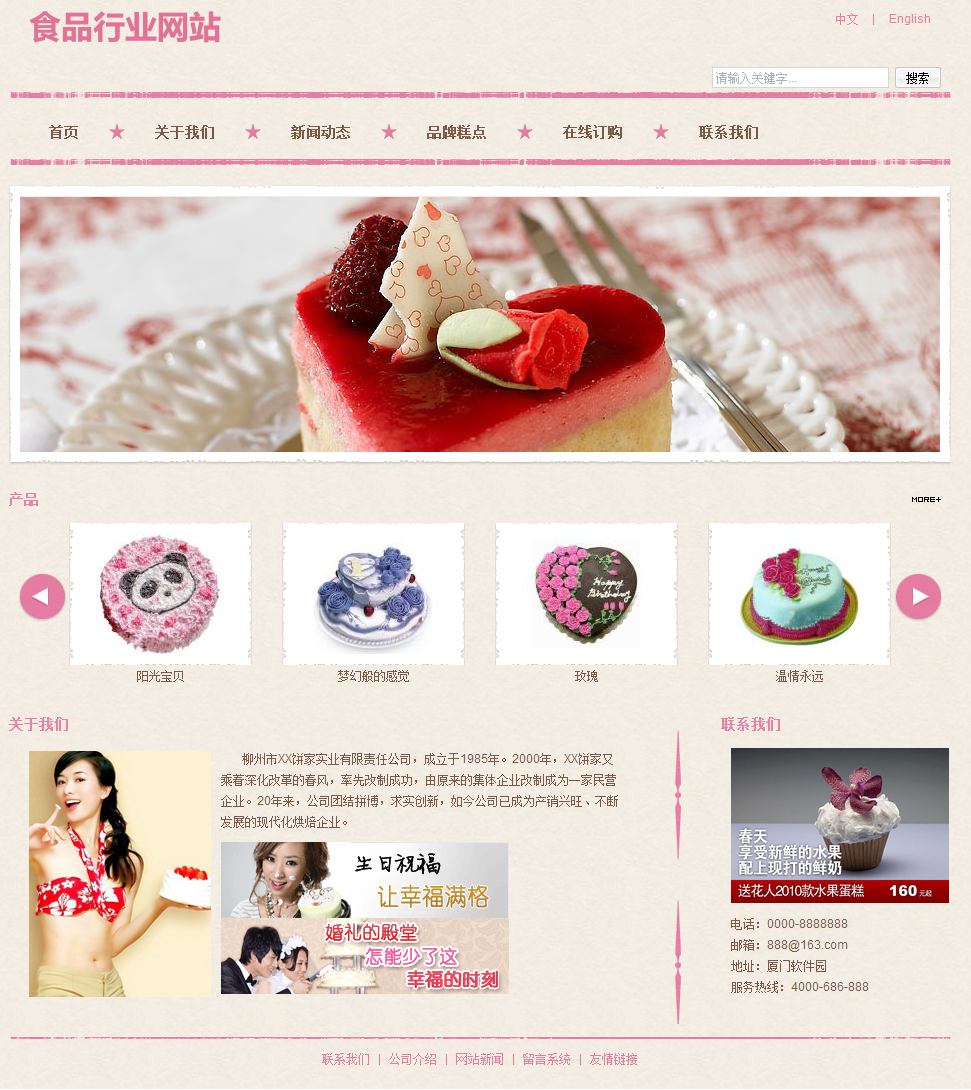 食品行业网站
中文 | English
请输入关键字...
搜索
首页 ★ 关于我们 ★ 新闻动态 ★ 品牌糕点 ★ 在线订购 ★ 联系我们
产品
MORE+
Happy Birthday
阳光宝贝
梦幻般的感觉
玫瑰
温情永远
关于我们
柳州市XX饼家实业有限责任公司，成立于1985年。2000年，XX饼家又
乘着深化改革的春风，率先改制成功，由原来的集体企业改制成为一家民营
企业。20年来，公司团结拼博，求实创新，如今公司已成为产销兴旺、不断
发展的现代化烘焙企业。
生日祝福
让幸福满格
婚礼的殿堂
怎能少了这
幸福的时刻
联系我们
春天
享受新鲜的水果
配上现打的鲜奶
送花人2010款水果蛋糕 160元起
电话：0000-8888888
邮箱：888@163.com
地址：厦门软件园
服务热线：4000-686-888
联系我们 | 公司介绍 | 网站新闻 | 留言系统 | 友情链接